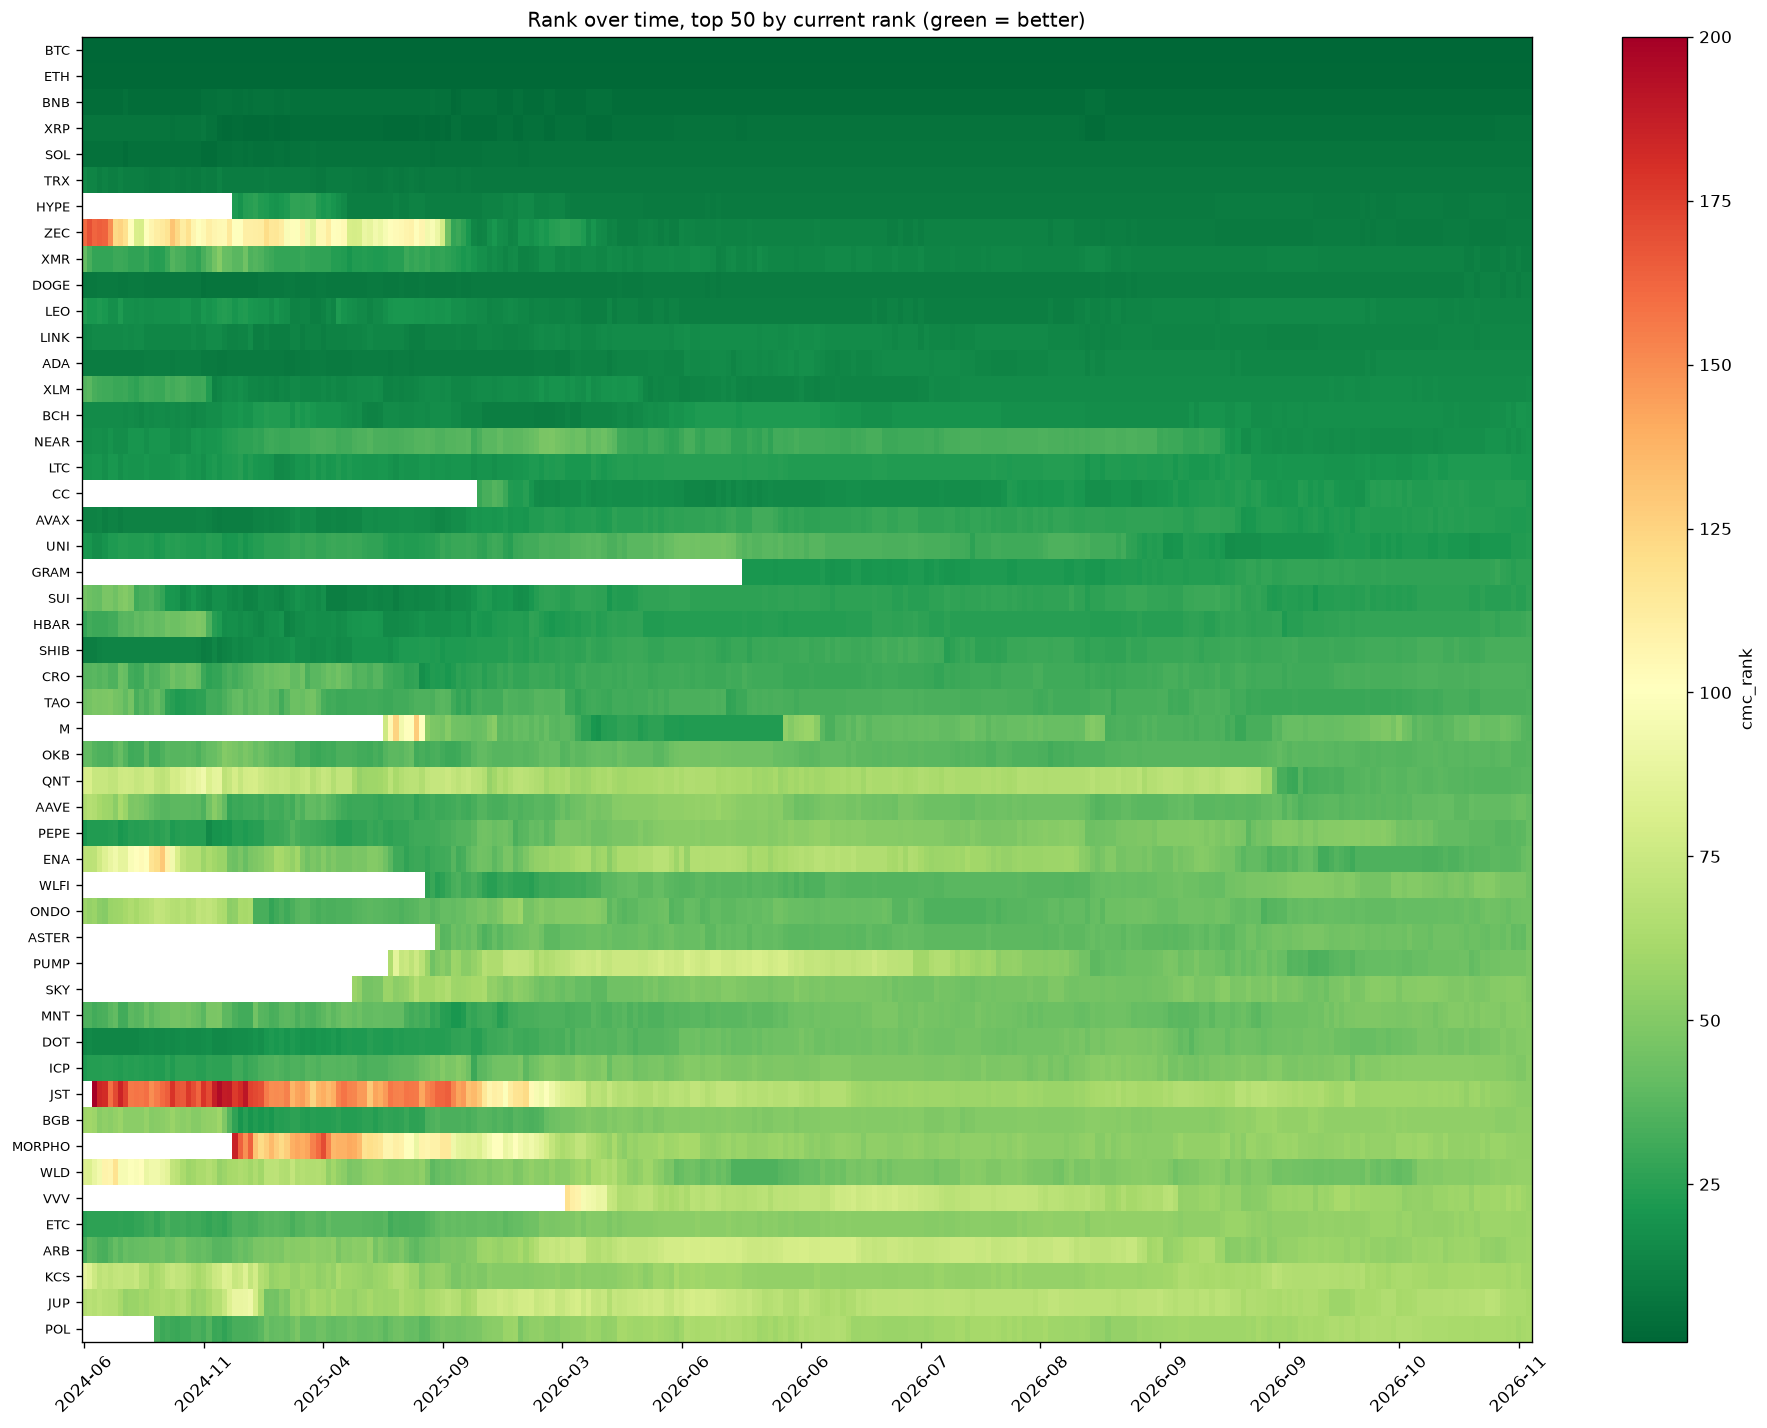 Rank over time, top 50 by current rank (green = better)
BTC
ETH
BNB
XRP
SOL
TRX
HYPE
ZEC
XMR
DOGE
LEO
LINK
ADA
XLM
BCH
NEAR
LTC
CC
AVAX
UNI
GRAM
SUI
HBAR
SHIB
CRO
TAO
M
OKB
QNT
AAVE
PEPE
ENA
WLFI
ONDO
ASTER
PUMP
SKY
MNT
DOT
ICP
JST
BGB
MORPHO
WLD
VVV
ETC
ARB
KCS
JUP
POL
2024-06
2024-11
2025-04
2025-09
2026-03
2026-06
2026-06
2026-07
2026-08
2026-09
2026-09
2026-10
2026-11
200
175
150
125
100
75
50
25
cmc_rank